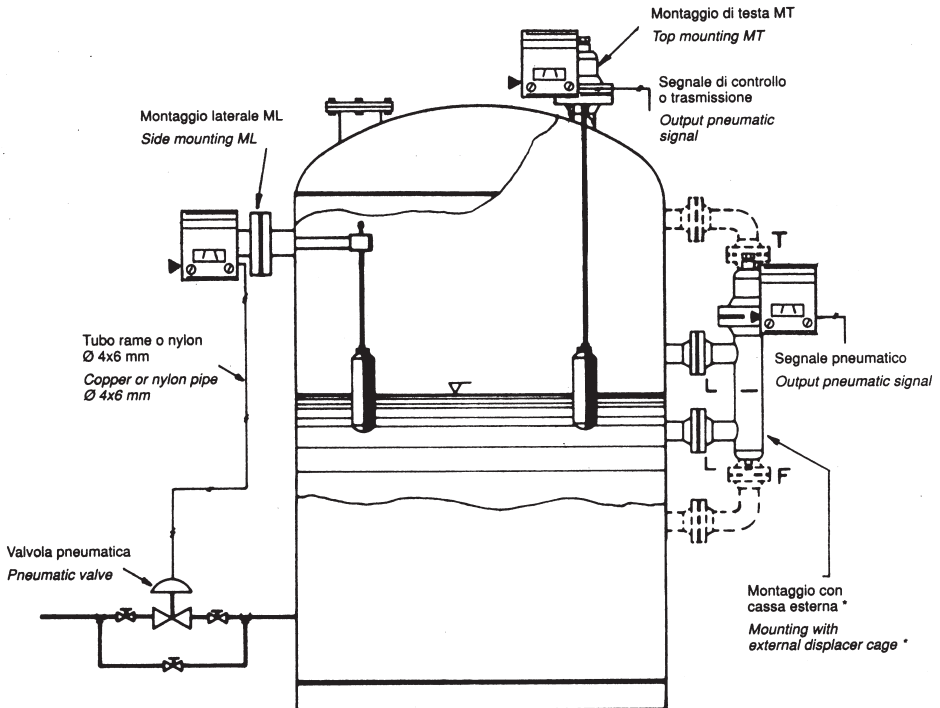 Montaggio di testa MT
Top mounting MT
Segnale di controllo
o trasmissione
Output pneumatic
signal
Montaggio laterale ML
Side mounting ML
T
Tubo rame o nylon
Ø 4x6 mm
Copper or nylon pipe
Ø 4x6 mm
Segnale pneumatico
Output pneumatic signal
L
L
F
Valvola pneumatica
Pneumatic valve
Montaggio con
cassa esterna *
Mounting with
external displacer cage *